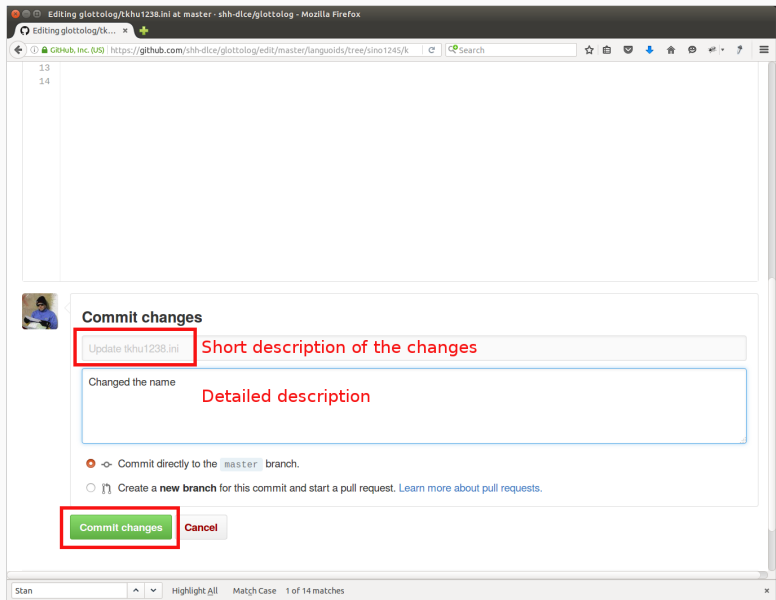 Editing glottolog/tkhu1238.ini at master - shh-dlce/glottolog - Mozilla Firefox
Editing glottolog/tk... ×
GitHub, Inc. (US) https://github.com/shh-dlce/glottolog/edit/master/languoids/tree/sino1245/k Search
13
14
Commit changes
Update tkhu1238.ini Short description of the changes
Changed the name
Detailed description
Commit directly to the master branch.
Create a new branch for this commit and start a pull request. Learn more about pull requests.
Commit changes Cancel
Stan Highlight All Match Case 1 of 14 matches ×